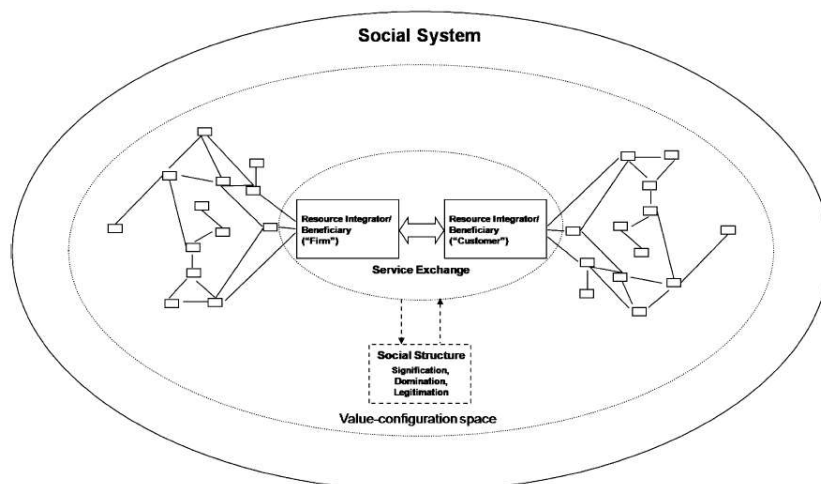 Social System
Resource Integrator/
Beneficiary
("Firm")
Resource Integrator/
Beneficiary
("Customer")
Service Exchange
Social Structure
Signification,
Domination,
Legitimation
Value-configuration space